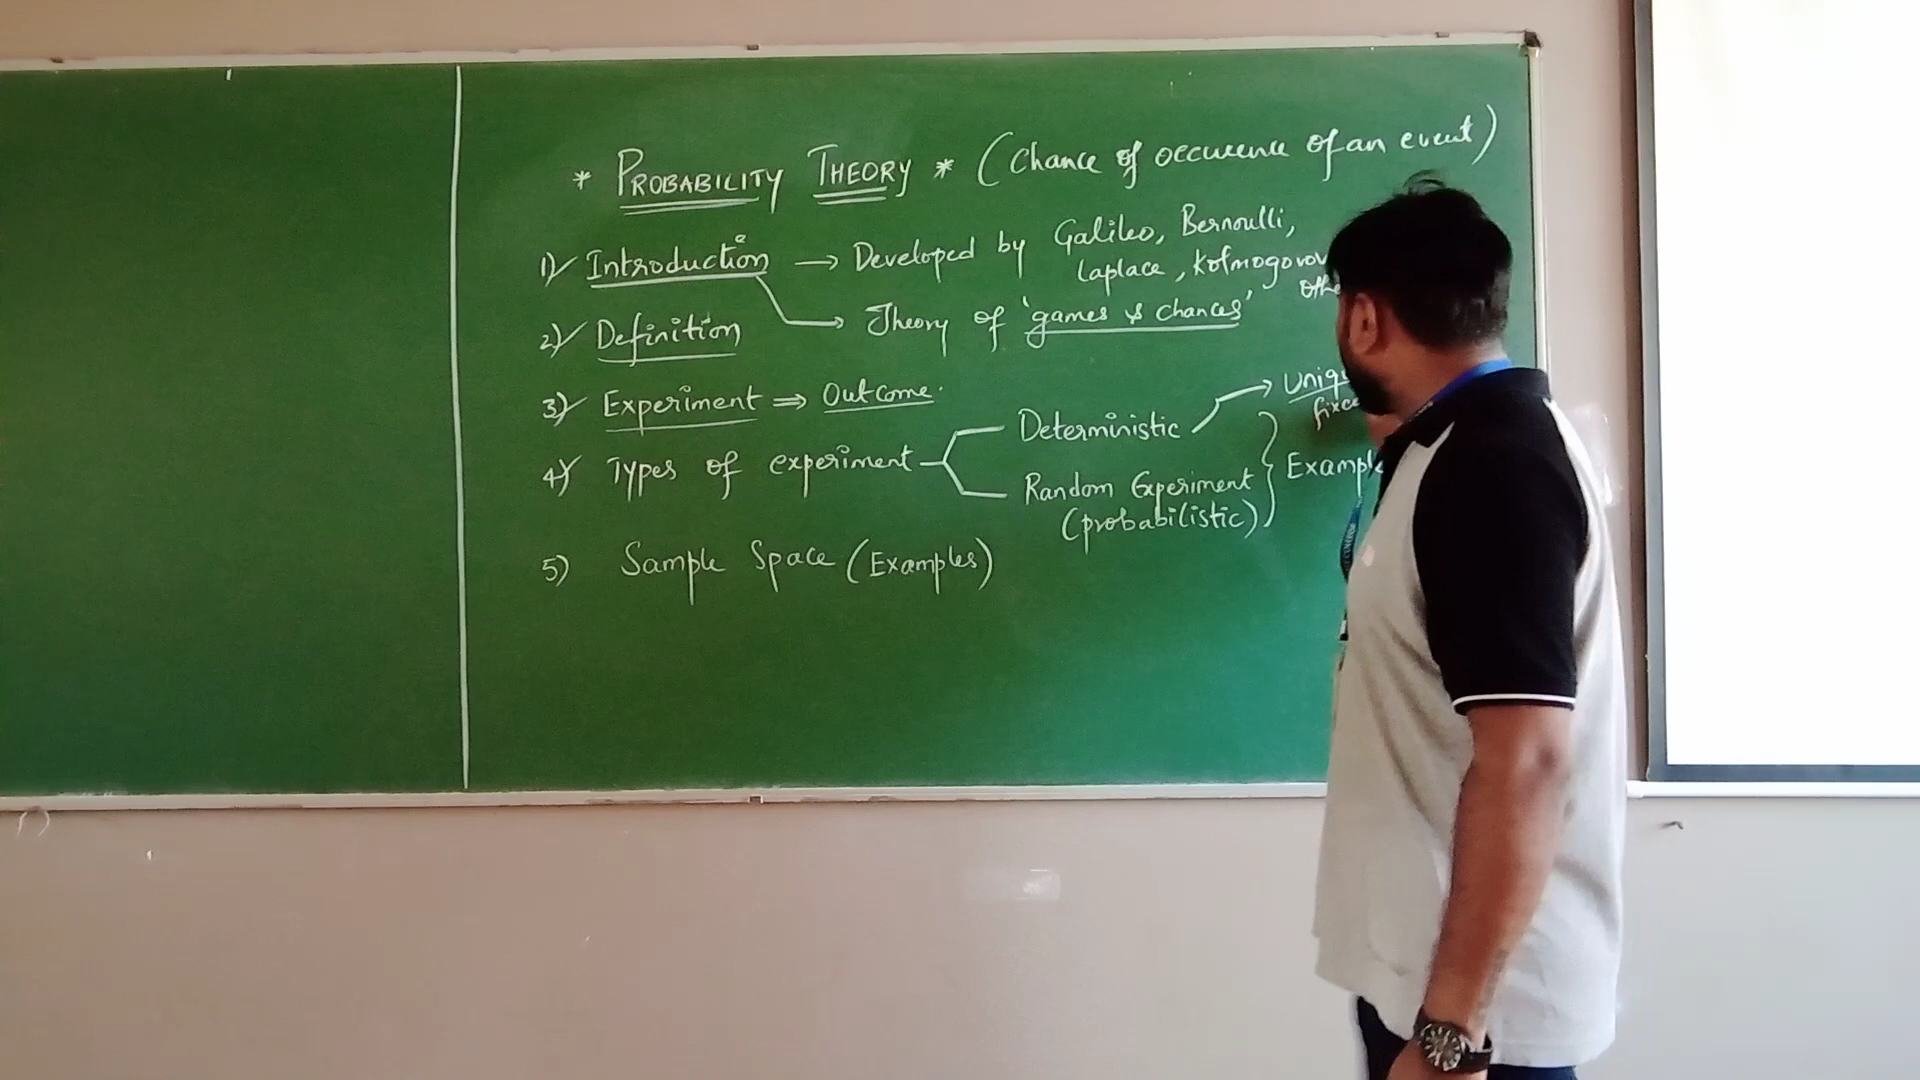 * PROBABILITY THEORY * (Chance of occurence of an event)
1) Introduction → Developed by Galileo, Bernoulli,
Laplace, Kolmogorov
→ Theory of 'games & chances'
2) Definition
3) Experiment ⇒ Outcome.
4) Types of experiment
Deterministic →
Random Experiment
(probabilistic)
5) Sample Space (Examples)